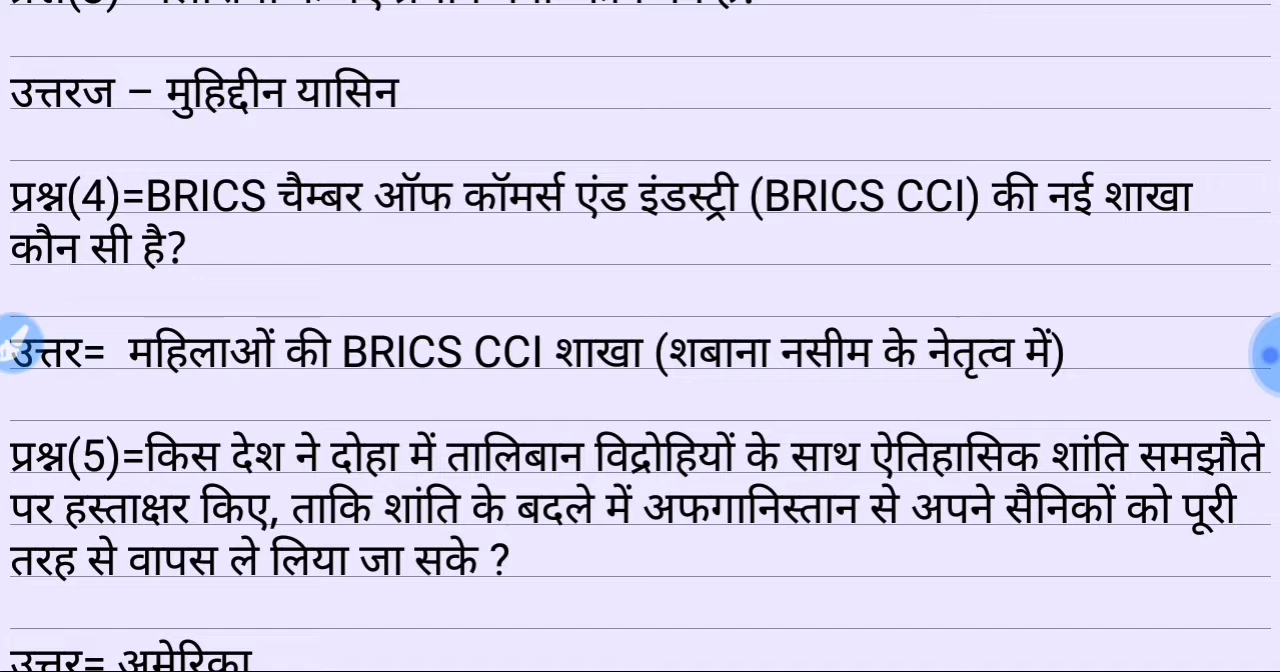 उत्तरज – मुहिद्दीन यासिन
प्रश्न(4)=BRICS चैम्बर ऑफ कॉमर्स एंड इंडस्ट्री (BRICS CCI) की नई शाखा
कौन सी है?
उत्तर= महिलाओं की BRICS CCI शाखा (शबाना नसीम के नेतृत्व में)
प्रश्न(5)=किस देश ने दोहा में तालिबान विद्रोहियों के साथ ऐतिहासिक शांति समझौते
पर हस्ताक्षर किए, ताकि शांति के बदले में अफगानिस्तान से अपने सैनिकों को पूरी
तरह से वापस ले लिया जा सके ?
उत्तर= अमेरिका